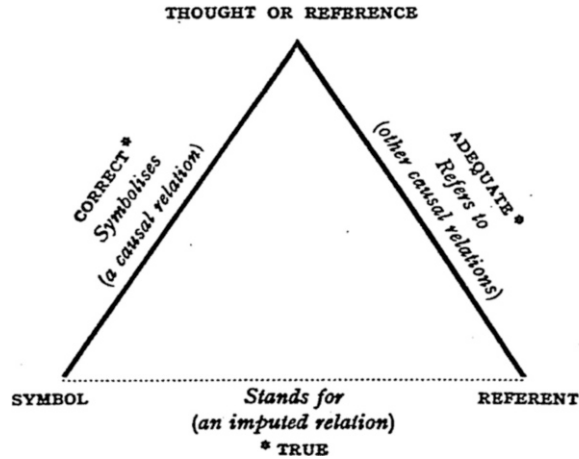 THOUGHT OR REFERENCE
CORRECT*
Symbolises
(a causal relation)
ADEQUATE*
Refers to
(other causal relations)
SYMBOL
Stands for
(an imputed relation)
* TRUE
REFERENT